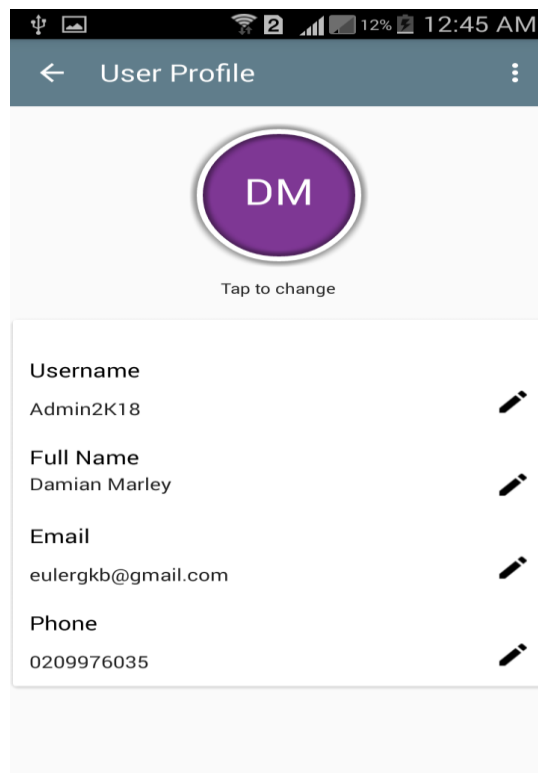 2 12% 12:45 AM
User Profile
DM
Tap to change
Username
Admin2K18
Full Name
Damian Marley
Email
eulergkb@gmail.com
Phone
0209976035